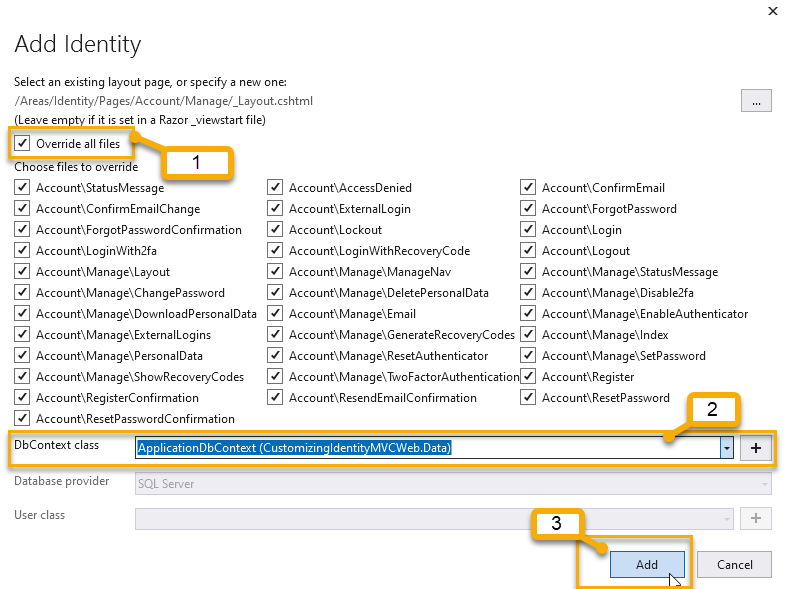 Add Identity
Select an existing layout page, or specify a new one:
/Areas/Identity/Pages/Account/Manage/_Layout.cshtml
...
(Leave empty if it is set in a Razor _viewstart file)
Override all files
1
Choose files to override
Account\StatusMessage Account\AccessDenied Account\ConfirmEmail
Account\ConfirmEmailChange Account\ExternalLogin Account\ForgotPassword
Account\ForgotPasswordConfirmation Account\Lockout Account\Login
Account\LoginWith2fa Account\LoginWithRecoveryCode Account\Logout
Account\Manage\Layout Account\Manage\ManageNav Account\Manage\StatusMessage
Account\Manage\ChangePassword Account\Manage\DeletePersonalData Account\Manage\Disable2fa
Account\Manage\DownloadPersonalData Account\Manage\Email Account\Manage\EnableAuthenticator
Account\Manage\ExternalLogins Account\Manage\GenerateRecoveryCodes Account\Manage\Index
Account\Manage\PersonalData Account\Manage\ResetAuthenticator Account\Manage\SetPassword
Account\Manage\ShowRecoveryCodes Account\Manage\TwoFactorAuthentication Account\Register
Account\RegisterConfirmation Account\ResendEmailConfirmation Account\ResetPassword
Account\ResetPasswordConfirmation
2
DbContext class ApplicationDbContext (CustomizingIdentityMVCWeb.Data) +
Database provider SQL Server
User class +
3
Add Cancel